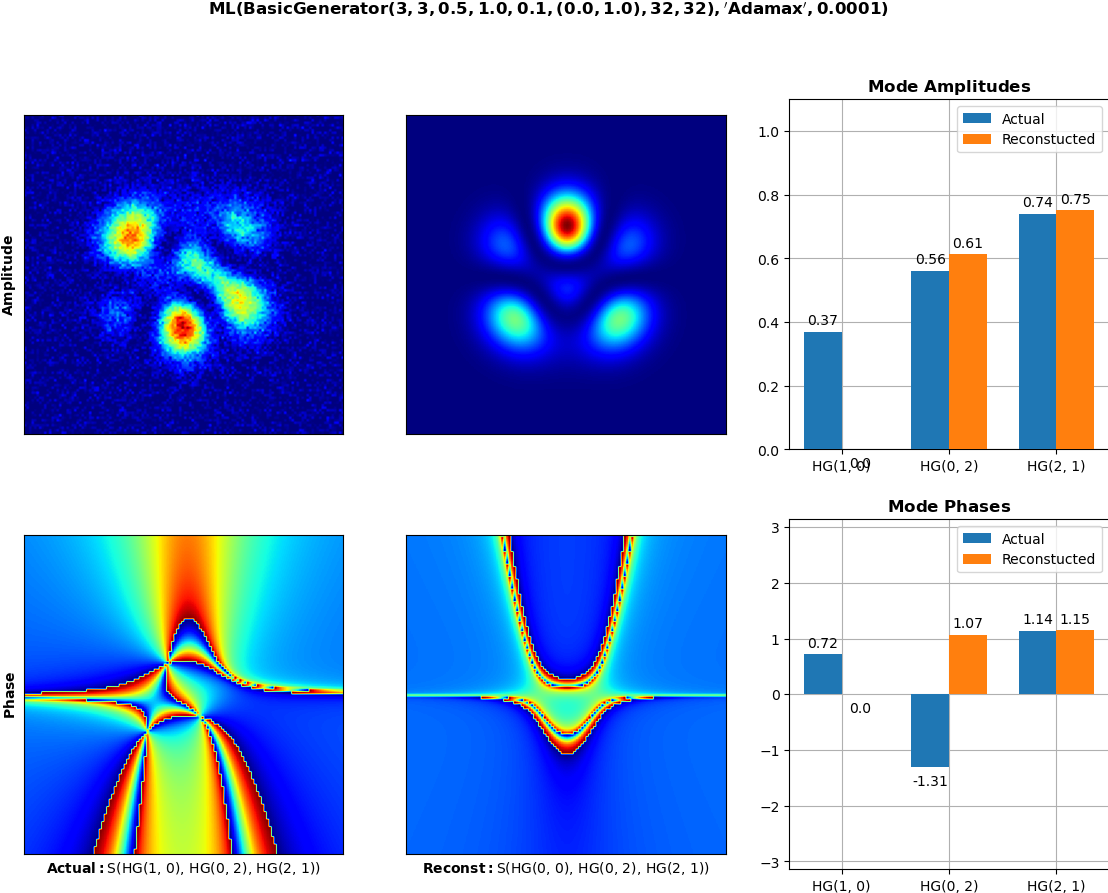 ML(BasicGenerator(3, 3, 0.5, 1.0, 0.1, (0.0, 1.0), 32, 32), ′Adamax′, 0.0001)
Mode Amplitudes
Actual
Reconstucted
1.0
0.8
0.6
0.4
0.2
0.0
0.37
0.0
0.56
0.61
0.74
0.75
HG(1, 0)
HG(0, 2)
HG(2, 1)
Amplitude
Mode Phases
Actual
Reconstucted
3
2
1
0
−1
−2
−3
0.72
0.0
-1.31
1.07
1.14
1.15
HG(1, 0)
HG(0, 2)
HG(2, 1)
Phase
Actual: S(HG(1, 0), HG(0, 2), HG(2, 1))
Reconst: S(HG(0, 0), HG(0, 2), HG(2, 1))